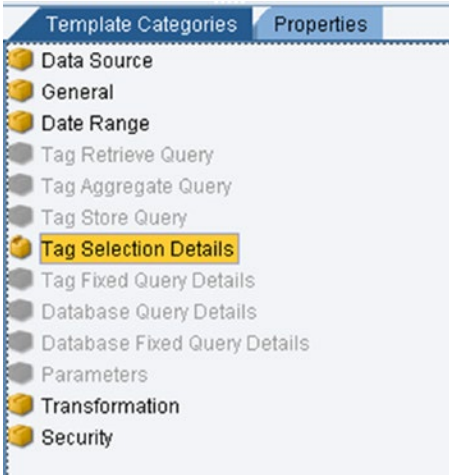 Template Categories Properties
Data Source
General
Date Range
Tag Retrieve Query
Tag Aggregate Query
Tag Store Query
Tag Selection Details
Tag Fixed Query Details
Database Query Details
Database Fixed Query Details
Parameters
Transformation
Security